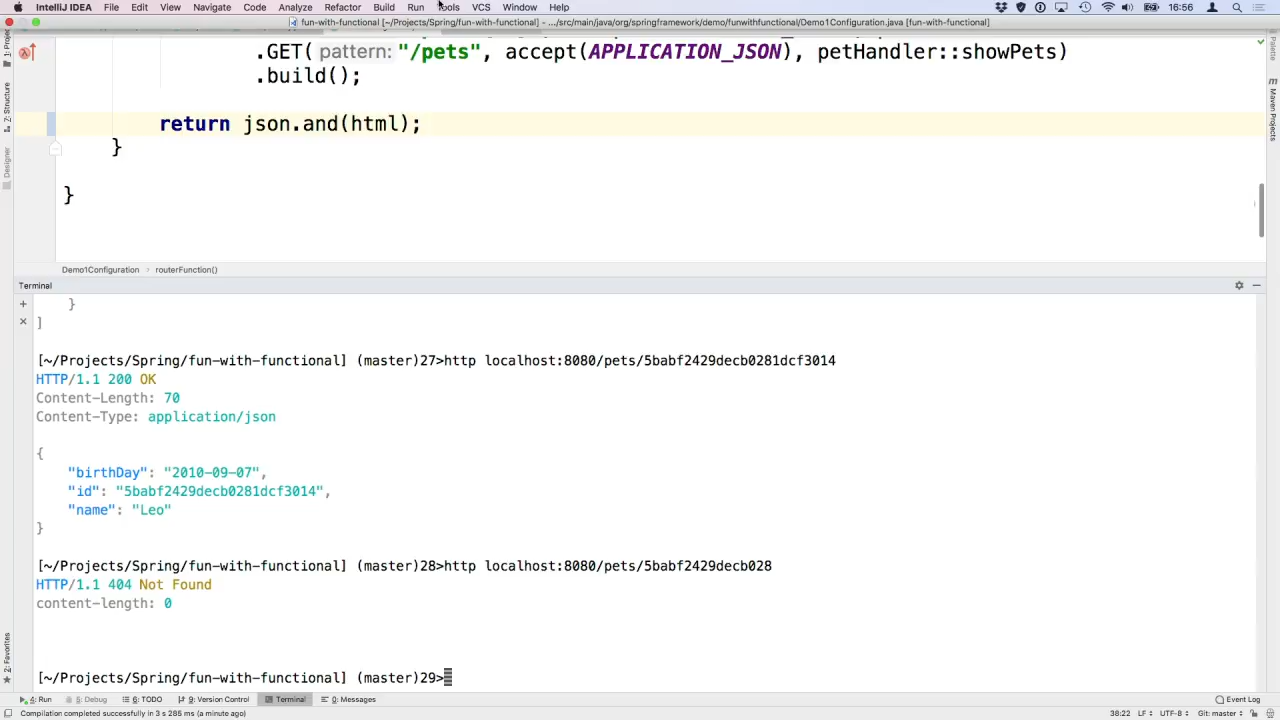 IntelliJ IDEA File Edit View Navigate Code Analyze Refactor Build Run Tools VCS Window Help 16:56
fun-with-functional [~/Projects/Spring/fun-with-functional] - .../src/main/java/org/springframework/demo/funwithfunctional/Demo1Configuration.java [fun-with-functional]
.GET( pattern: "/pets", accept(APPLICATION_JSON), petHandler::showPets)
.build();
return json.and(html);
}
}
Demo1Configuration › routerFunction()
Terminal
}
]
[~/Projects/Spring/fun-with-functional] (master)27>http localhost:8080/pets/5babf2429decb0281dcf3014
HTTP/1.1 200 OK
Content-Length: 70
Content-Type: application/json
{
"birthDay": "2010-09-07",
"id": "5babf2429decb0281dcf3014",
"name": "Leo"
}
[~/Projects/Spring/fun-with-functional] (master)28>http localhost:8080/pets/5babf2429decb028
HTTP/1.1 404 Not Found
content-length: 0
[~/Projects/Spring/fun-with-functional] (master)29>
4: Run 5: Debug 6: TODO 9: Version Control Terminal 0: Messages Event Log
Compilation completed successfully in 3 s 285 ms (a minute ago) 38:22 LF÷ UTF-8÷ Git: master÷
Z: Structure
Designer
2: Favorites
Palette
Maven Projects